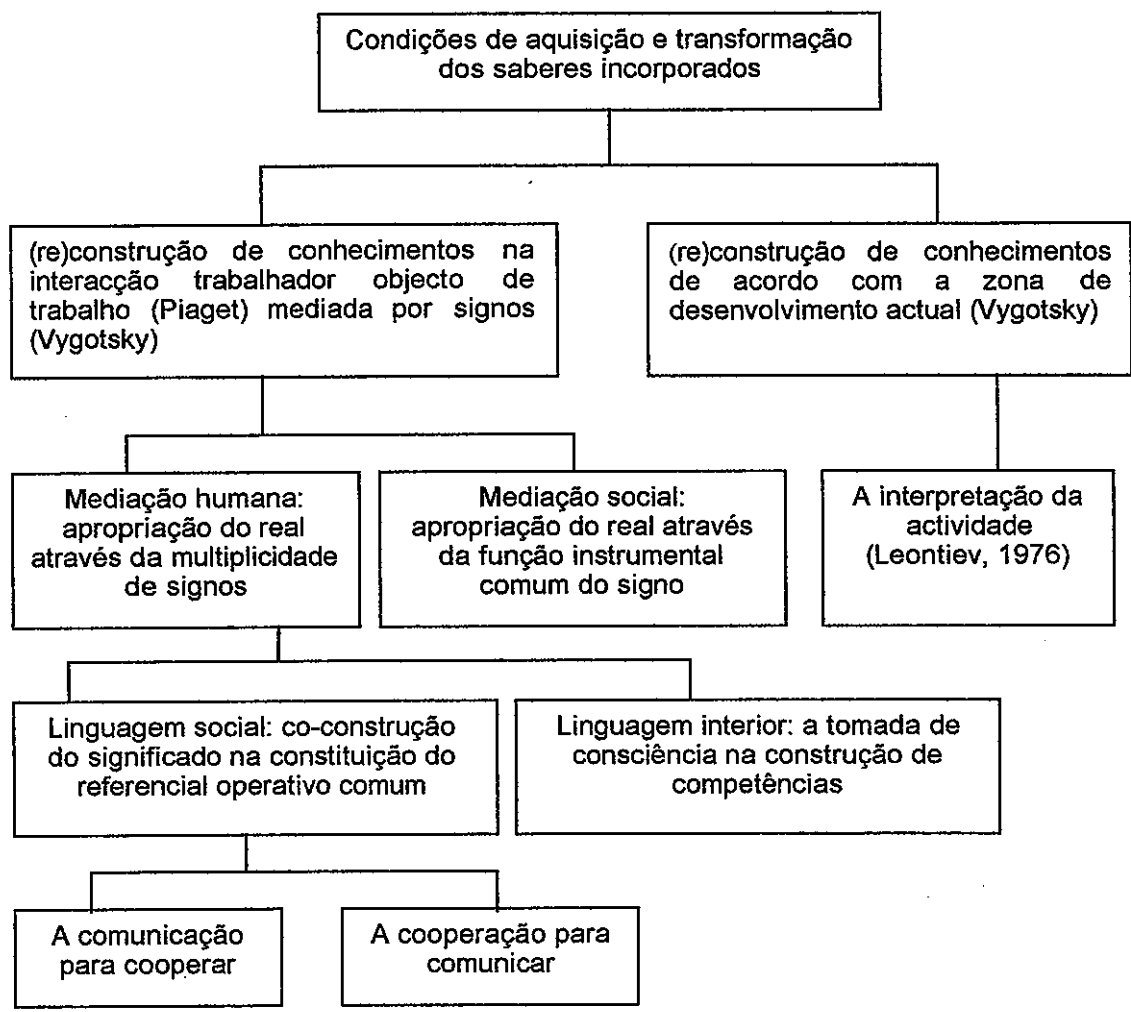 Condições de aquisição e transformação
dos saberes incorporados
(re)construção de conhecimentos na
interacção trabalhador objecto de
trabalho (Piaget) mediada por signos
(Vygotsky)
(re)construção de conhecimentos
de acordo com a zona de
desenvolvimento actual (Vygotsky)
Mediação humana:
apropriação do real
através da multiplicidade
de signos
Mediação social:
apropriação do real através
da função instrumental
comum do signo
A interpretação da
actividade
(Leontiev, 1976)
Linguagem social: co-construção
do significado na constituição do
referencial operativo comum
Linguagem interior: a tomada de
consciência na construção de
competências
A comunicação
para cooperar
A cooperação para
comunicar